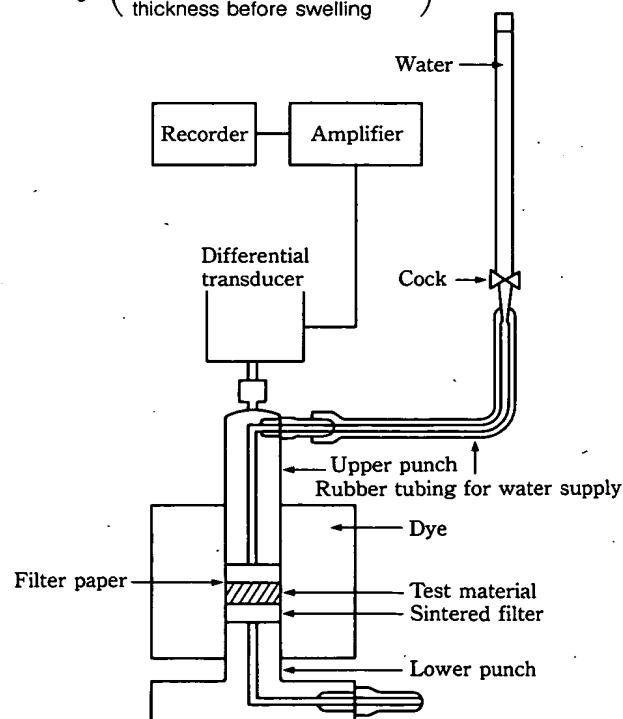 thickness before swelling
Water
Recorder
Amplifier
Differential
transducer
Cock
Upper punch
Rubber tubing for water supply
Dye
Filter paper
Test material
Sintered filter
Lower punch